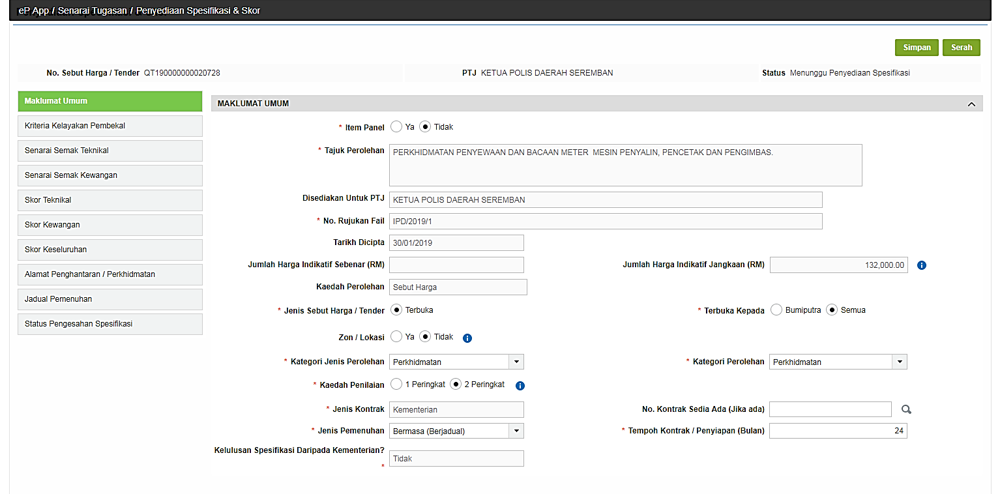 eP App / Senarai Tugasan / Penyediaan Spesifikasi & Skor
Simpan Serah
No. Sebut Harga / Tender QT190000000020728 PTJ KETUA POLIS DAERAH SEREMBAN Status Menunggu Penyediaan Spesifikasi
Maklumat Umum
Kriteria Kelayakan Pembekal
Senarai Semak Teknikal
Senarai Semak Kewangan
Skor Teknikal
Skor Kewangan
Skor Keseluruhan
Alamat Penghantaran / Perkhidmatan
Jadual Pemenuhan
Status Pengesahan Spesifikasi
MAKLUMAT UMUM
* Item Panel Ya Tidak
* Tajuk Perolehan PERKHIDMATAN PENYEWAAN DAN BACAAN METER MESIN PENYALIN, PENCETAK DAN PENGIMBAS.
Disediakan Untuk PTJ KETUA POLIS DAERAH SEREMBAN
* No. Rujukan Fail IPD/2019/1
Tarikh Dicipta 30/01/2019
Jumlah Harga Indikatif Sebenar (RM) Jumlah Harga Indikatif Jangkaan (RM) 132,000.00
Kaedah Perolehan Sebut Harga
* Jenis Sebut Harga / Tender Terbuka * Terbuka Kepada Bumiputra Semua
Zon / Lokasi Ya Tidak
* Kategori Jenis Perolehan Perkhidmatan * Kategori Perolehan Perkhidmatan
* Kaedah Penilaian 1 Peringkat 2 Peringkat
* Jenis Kontrak Kementerian No. Kontrak Sedia Ada (Jika ada)
* Jenis Pemenuhan Bermasa (Berjadual) * Tempoh Kontrak / Penyiapan (Bulan) 24
Kelulusan Spesifikasi Daripada Kementerian? * Tidak